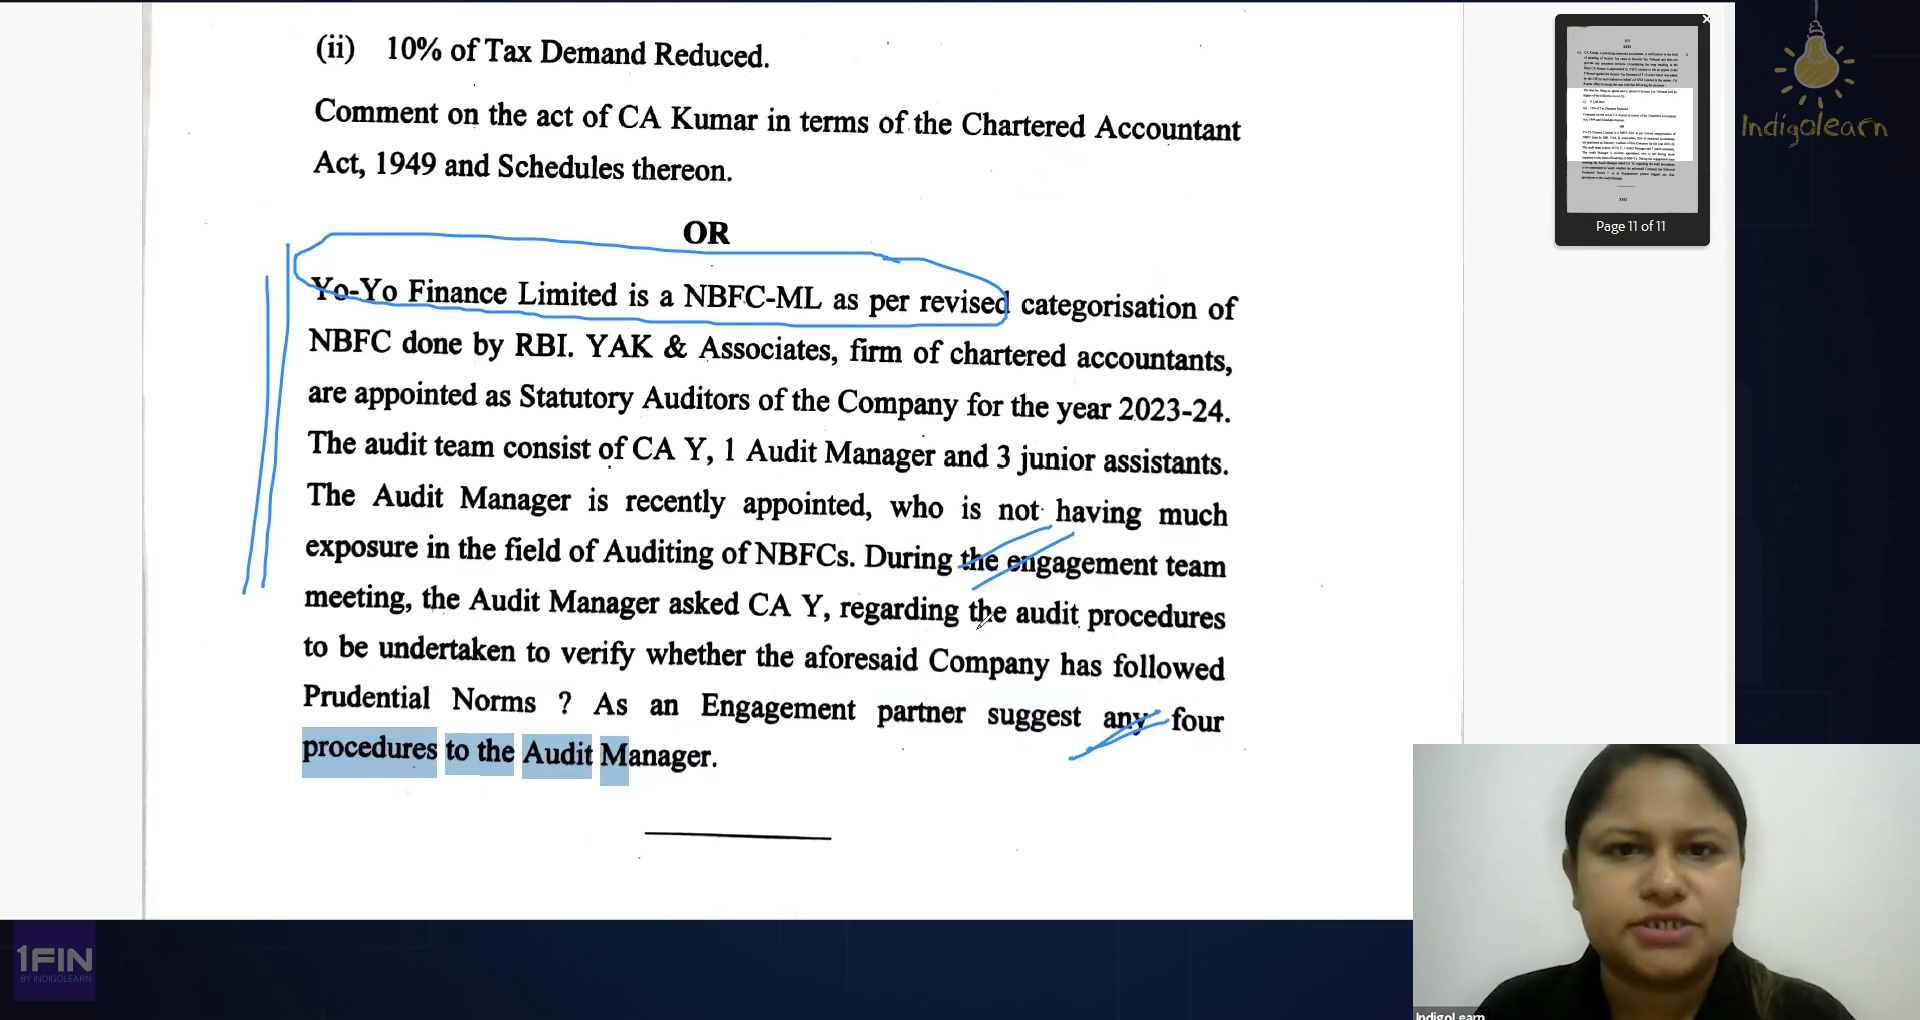 (ii) 10% of Tax Demand Reduced.
Comment on the act of CA Kumar in terms of the Chartered Accountant
Act, 1949 and Schedules thereon.
OR
Yo-Yo Finance Limited is a NBFC-ML as per revised categorisation of
NBFC done by RBI. YAK & Associates, firm of chartered accountants,
are appointed as Statutory Auditors of the Company for the year 2023-24.
The audit team consist of CA Y, 1 Audit Manager and 3 junior assistants.
The Audit Manager is recently appointed, who is not having much
exposure in the field of Auditing of NBFCs. During the engagement team
meeting, the Audit Manager asked CA Y, regarding the audit procedures
to be undertaken to verify whether the aforesaid Company has followed
Prudential Norms ? As an Engagement partner suggest any four
procedures to the Audit Manager.
Page 11 of 11
Indigolearn
1FIN
BY INDIGOLEARN
IndigoLearn